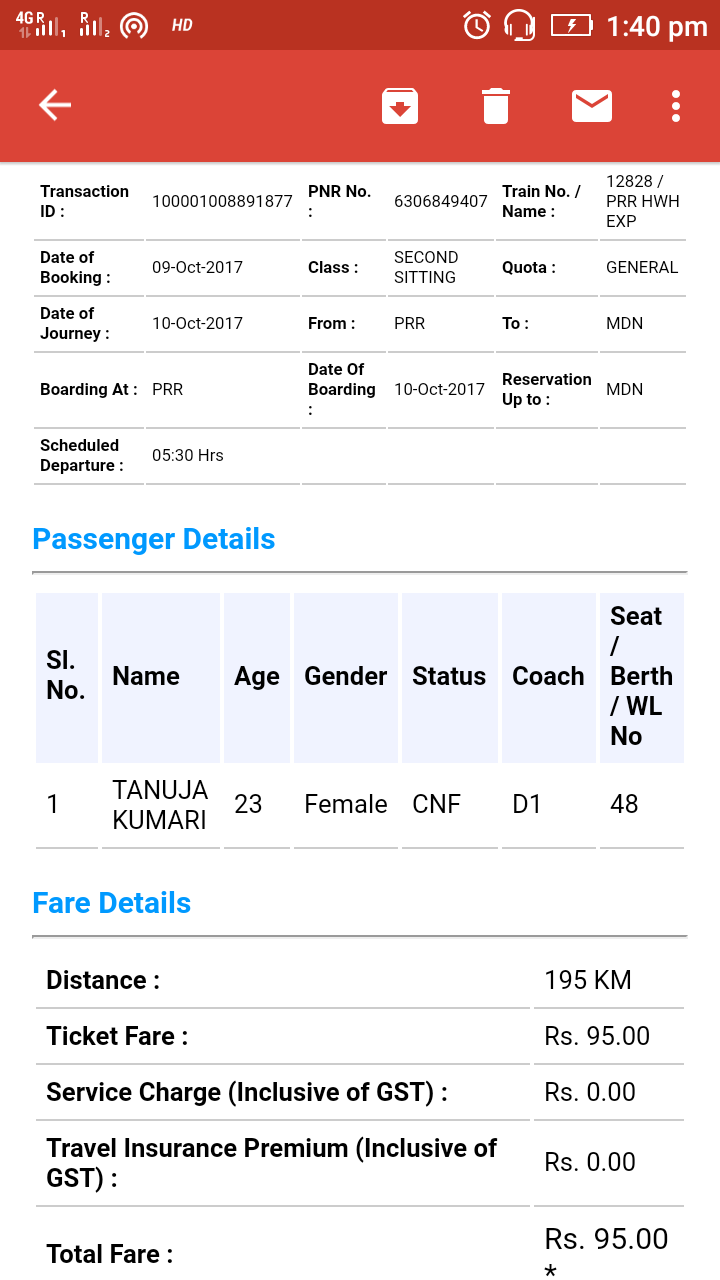 4G R 1 R 2 HD 1:40 pm
Transaction ID : 100001008891877 PNR No. : 6306849407 Train No. / Name : 12828 / PRR HWH EXP
Date of Booking : 09-Oct-2017 Class : SECOND SITTING Quota : GENERAL
Date of Journey : 10-Oct-2017 From : PRR To : MDN
Boarding At : PRR Date Of Boarding : 10-Oct-2017 Reservation Up to : MDN
Scheduled Departure : 05:30 Hrs
Passenger Details
Sl. No. Name Age Gender Status Coach Seat / Berth / WL No
1 TANUJA KUMARI 23 Female CNF D1 48
Fare Details
Distance : 195 KM
Ticket Fare : Rs. 95.00
Service Charge (Inclusive of GST) : Rs. 0.00
Travel Insurance Premium (Inclusive of GST) : Rs. 0.00
Total Fare : Rs. 95.00 *